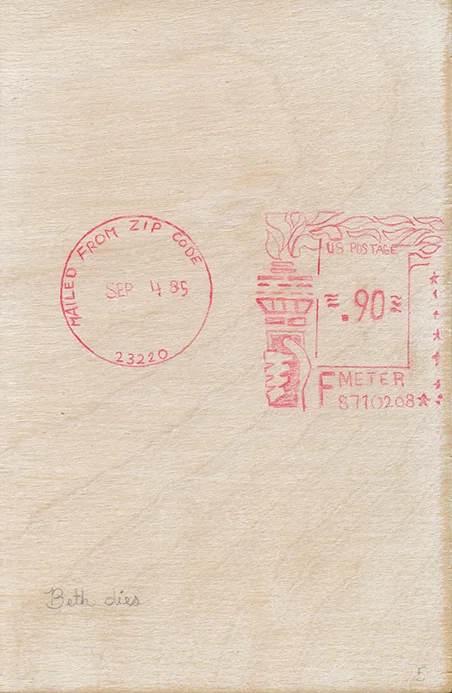 MAILED FROM ZIP CODE
SEP 4 85
23220
US POSTAGE
.90
F METER
8710208
Beth dies
5